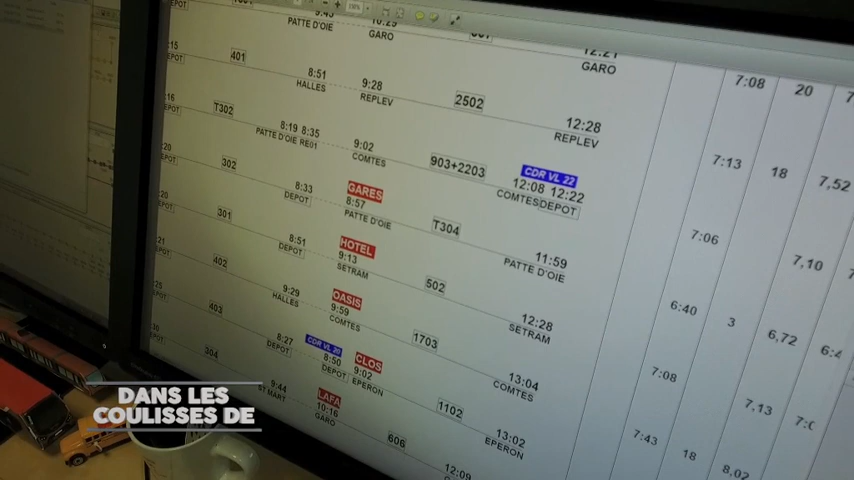 9:45 10:29 12:21
PATTE D'OIE GARO GARO
7:08 20
401 8:51 9:28 2502 12:28
HALLES REPLEV REPLEV
7:13 18 7,52
T302 8:19 8:35 9:02 903+2203 CDR VL 22
PATTE D'OIE RE01 COMTES 12:08 12:22
COMTES DEPOT
7:06 7,10
302 8:33 GARES T304 11:59
DEPOT 8:57 PATTE D'OIE
PATTE D'OIE
6:40 3 6,72
301 8:51 HOTEL 502 12:28
DEPOT 9:13 SETRAM
SETRAM
7:08 7,13
402 9:29 OASIS 1703 13:04
HALLES 9:59 COMTES
COMTES
7:43 18 8,02
403 8:27 CDR VL 20 CLOS 1102 13:02
DEPOT 8:50 9:02 EPERON
DEPOT EPERON
304 9:44 LAFA 606 12:09
ST MART 10:16
GARO
DANS LES
COULISSES DE